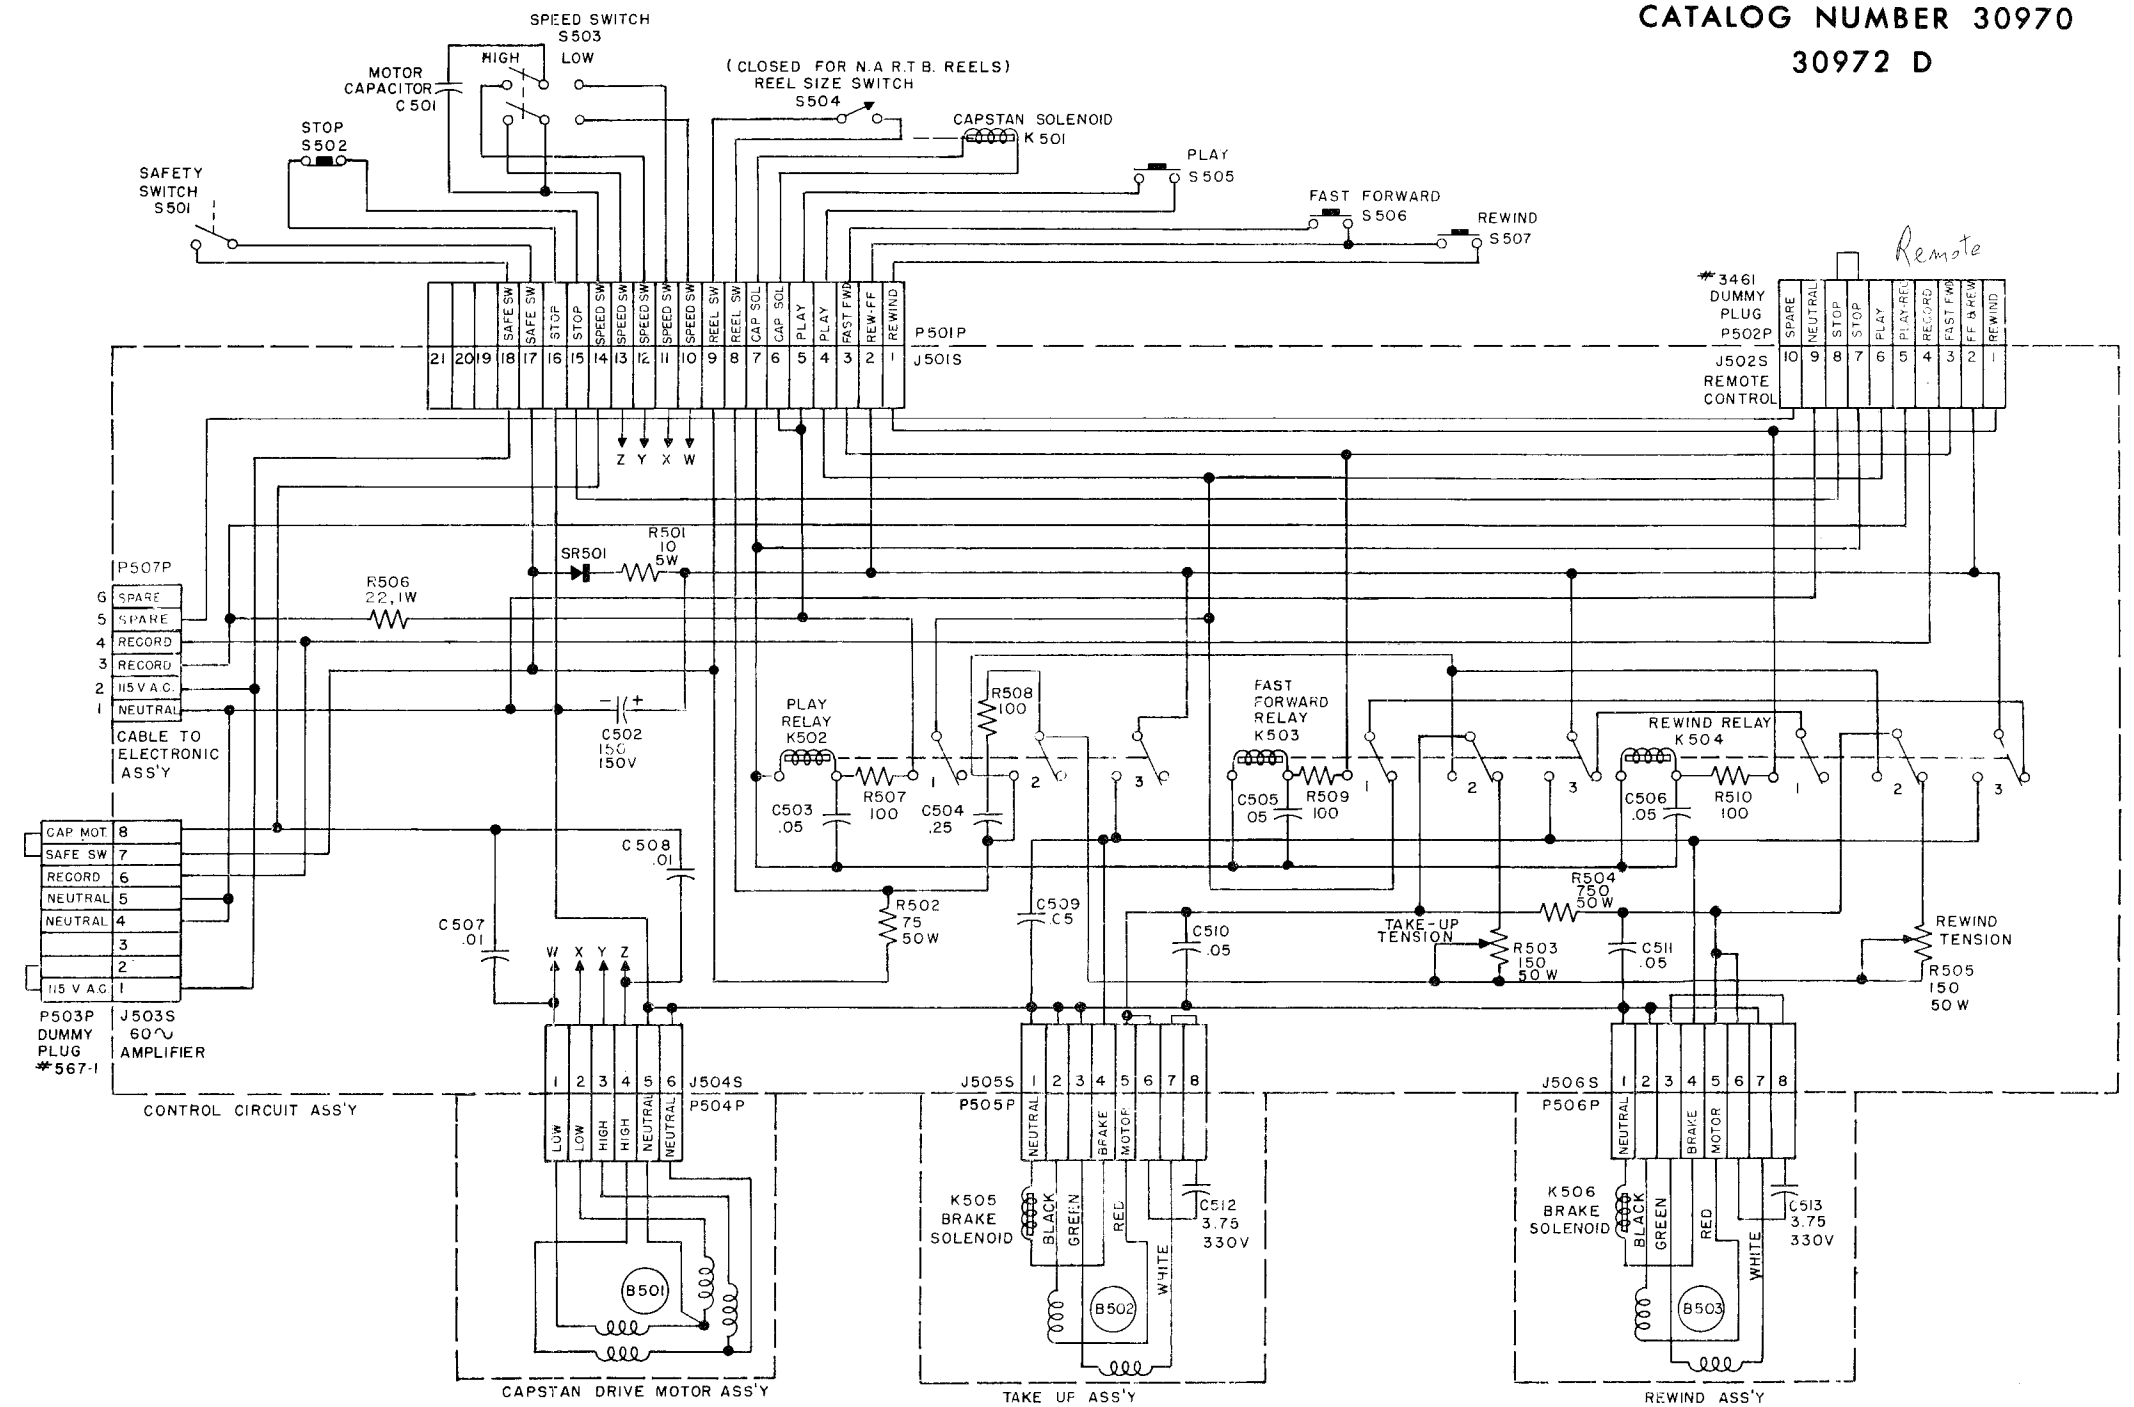 CATALOG NUMBER 30970
30972 D
SPEED SWITCH
S503
HIGH
LOW
MOTOR
CAPACITOR
C501
(CLOSED FOR N.A R.T B. REELS)
REEL SIZE SWITCH
S504
CAPSTAN SOLENOID
K501
STOP
S502
SAFETY
SWITCH
S501
PLAY
S505
FAST FORWARD
S506
REWIND
S507
Remote
#3461
DUMMY
PLUG
P502P
J502S
REMOTE
CONTROL
SAFE SW
SAFE SW
STOP
STOP
SPEED SW
SPEED SW
SPEED SW
SPEED SW
SPEED SW
REEL SW
REEL SW
CAP SOL
CAP SOL
PLAY
PLAY
FAST FWD
REW-FF
REWIND
P501P
J501S
21 20 19 18 17 16 15 14 13 12 11 10 9 8 7 6 5 4 3 2 1
SPARE
NEUTRAL
STOP
STOP
PLAY
PLAY-REC
RECORD
FAST FWD
FF & REW
REWIND
10 9 8 7 6 5 4 3 2 1
Z Y X W
P507P
6 SPARE
5 SPARE
4 RECORD
3 RECORD
2 115 V A.C.
1 NEUTRAL
CABLE TO
ELECTRONIC
ASS'Y
SR501
R501
10
5W
R506
22, 1W
C502
150
150V
PLAY
RELAY
K502
R508
100
FAST
FORWARD
RELAY
K503
REWIND RELAY
K504
C503
.05
R507
100
C504
.25
1 2 3
C505
05
R509
100
1 2 3
C506
.05
R510
100
1 2 3
CAP MOT. 8
SAFE SW 7
RECORD 6
NEUTRAL 5
NEUTRAL 4
3
2
115 V A.C. 1
P503P
DUMMY
PLUG
#567-1
J503S
60∿
AMPLIFIER
CONTROL CIRCUIT ASS'Y
C508
.01
C507
.01
R502
75
50W
C509
.05
C510
.05
TAKE-UP
TENSION
R503
150
50W
R504
750
50W
C511
.05
REWIND
TENSION
R505
150
50W
W X Y Z
1 2 3 4 5 6
J504S
P504P
LOW
LOW
HIGH
HIGH
NEUTRAL
NEUTRAL
B501
CAPSTAN DRIVE MOTOR ASS'Y
J505S
P505P
1 2 3 4 5 6 7 8
NEUTRAL
BRAKE
MOTOR
K505
BRAKE
SOLENOID
BLACK
GREEN
RED
WHITE
C512
3.75
330V
B502
TAKE UP ASS'Y
J506S
P506P
1 2 3 4 5 6 7 8
NEUTRAL
BRAKE
MOTOR
K506
BRAKE
SOLENOID
BLACK
GREEN
RED
WHITE
C513
3.75
330V
B503
REWIND ASS'Y